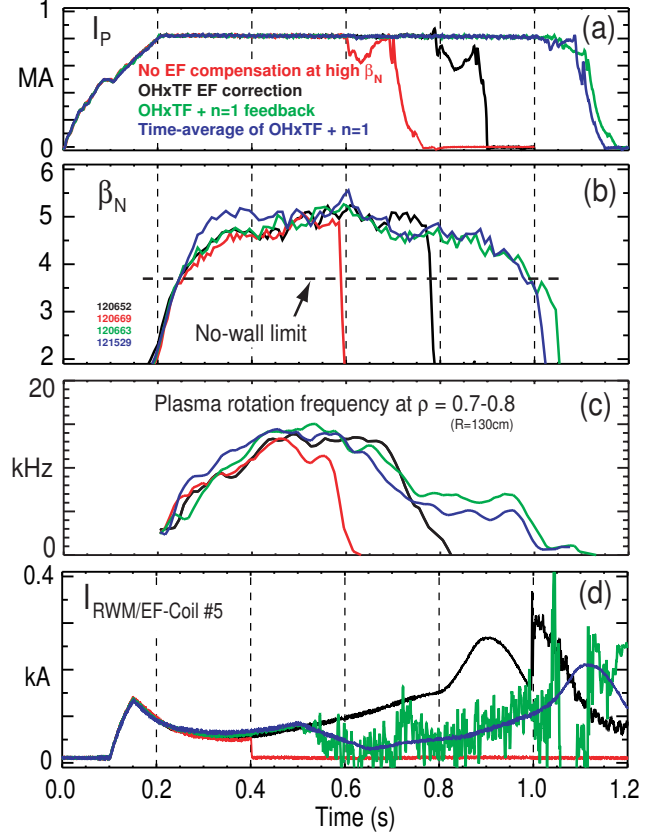 1
I_P
(a)
MA
No EF compensation at high β_N
OHxTF EF correction
OHxTF + n=1 feedback
Time-average of OHxTF + n=1
0
6
β_N
(b)
5
4
120652
120669
120663
121529
No-wall limit
3
2
20
Plasma rotation frequency at ρ = 0.7-0.8
(R=130cm)
(c)
kHz
0
0.4
I_RWM/EF-Coil #5
(d)
kA
0
0.0 0.2 0.4 0.6 0.8 1.0 1.2
Time (s)